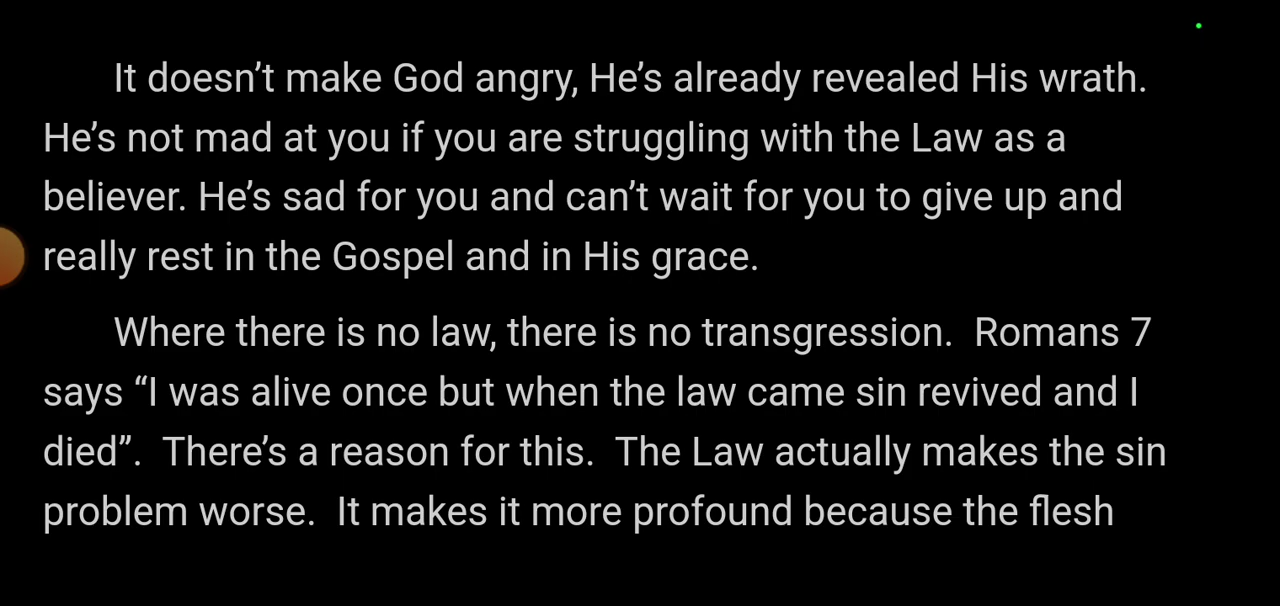 It doesn’t make God angry, He’s already revealed His wrath.
He’s not mad at you if you are struggling with the Law as a
believer. He’s sad for you and can’t wait for you to give up and
really rest in the Gospel and in His grace.
Where there is no law, there is no transgression.  Romans 7
says “I was alive once but when the law came sin revived and I
died”.  There’s a reason for this.  The Law actually makes the sin
problem worse.  It makes it more profound because the flesh